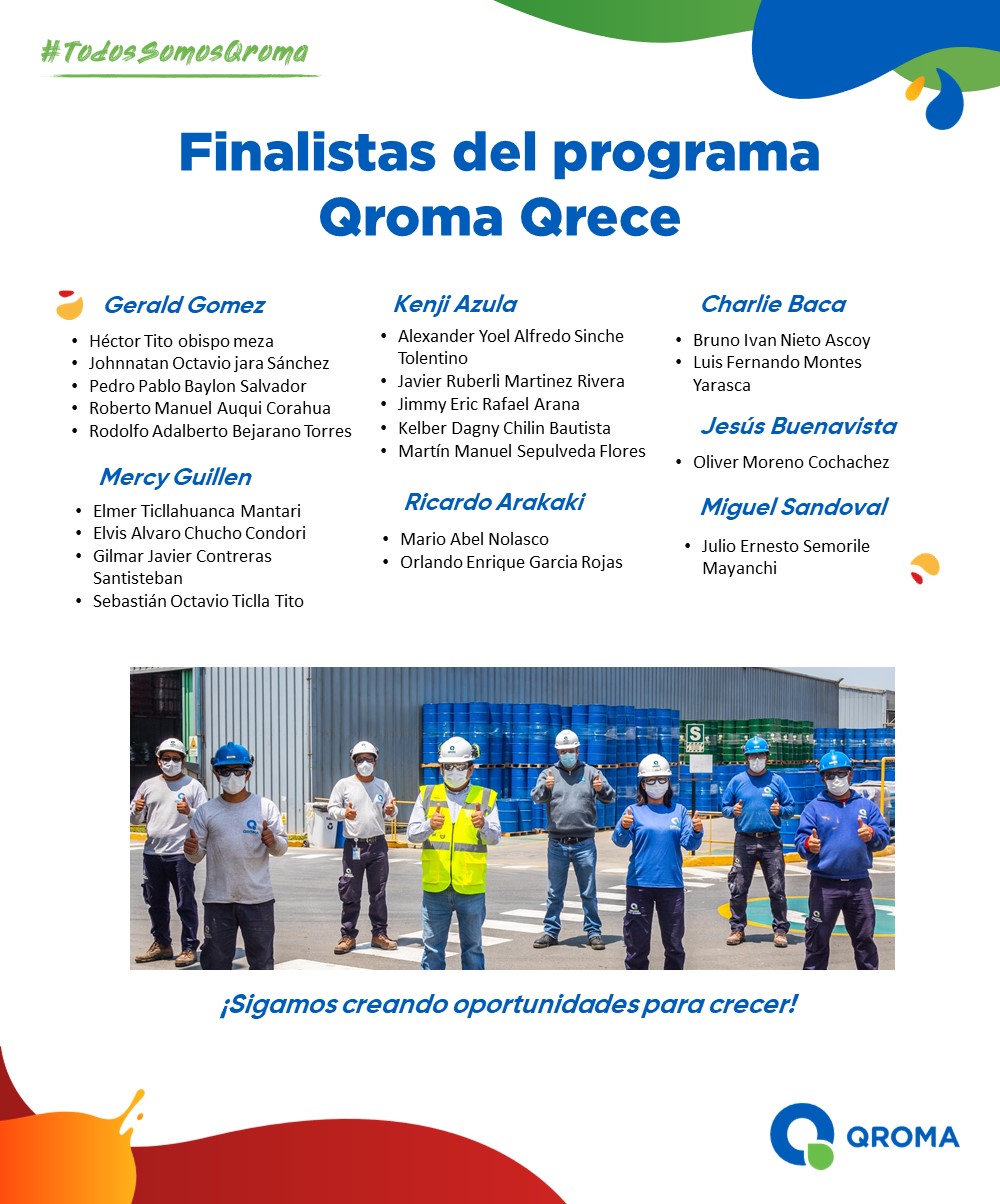 #TodosSomosQroma
Finalistas del programa
Qroma Qrece
Gerald Gomez
• Héctor Tito obispo meza
• Johnnatan Octavio jara Sánchez
• Pedro Pablo Baylon Salvador
• Roberto Manuel Auqui Corahua
• Rodolfo Adalberto Bejarano Torres
Mercy Guillen
• Elmer Ticllahuanca Mantari
• Elvis Alvaro Chucho Condori
• Gilmar Javier Contreras
Santisteban
• Sebastián Octavio Ticlla Tito
Kenji Azula
• Alexander Yoel Alfredo Sinche
Tolentino
• Javier Ruberli Martinez Rivera
• Jimmy Eric Rafael Arana
• Kelber Dagny Chilin Bautista
• Martín Manuel Sepulveda Flores
Ricardo Arakaki
• Mario Abel Nolasco
• Orlando Enrique Garcia Rojas
Charlie Baca
• Bruno Ivan Nieto Ascoy
• Luis Fernando Montes
Yarasca
Jesús Buenavista
• Oliver Moreno Cochachez
Miguel Sandoval
• Julio Ernesto Semorile
Mayanchi
S
¡Sigamos creando oportunidades para crecer!
QROMA